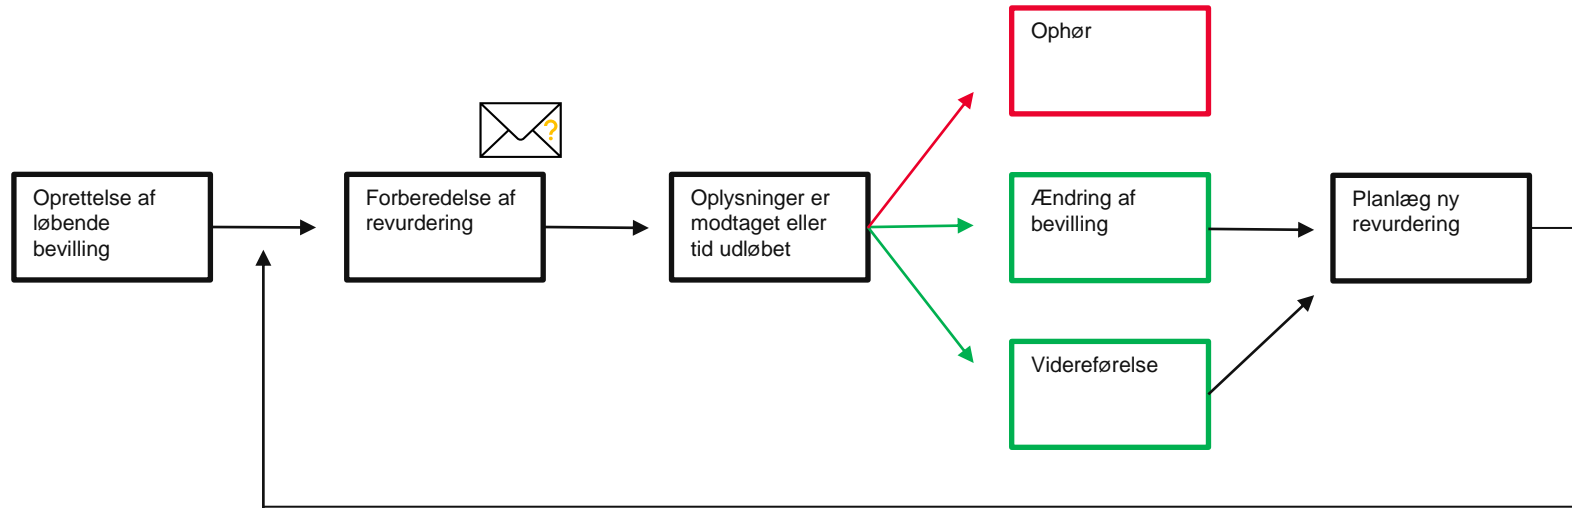 Oprettelse af
løbende
bevilling
?
Forberedelse af
revurdering
Oplysninger er
modtaget eller
tid udløbet
Ophør
Ændring af
bevilling
Videreførelse
Planlæg ny
revurdering